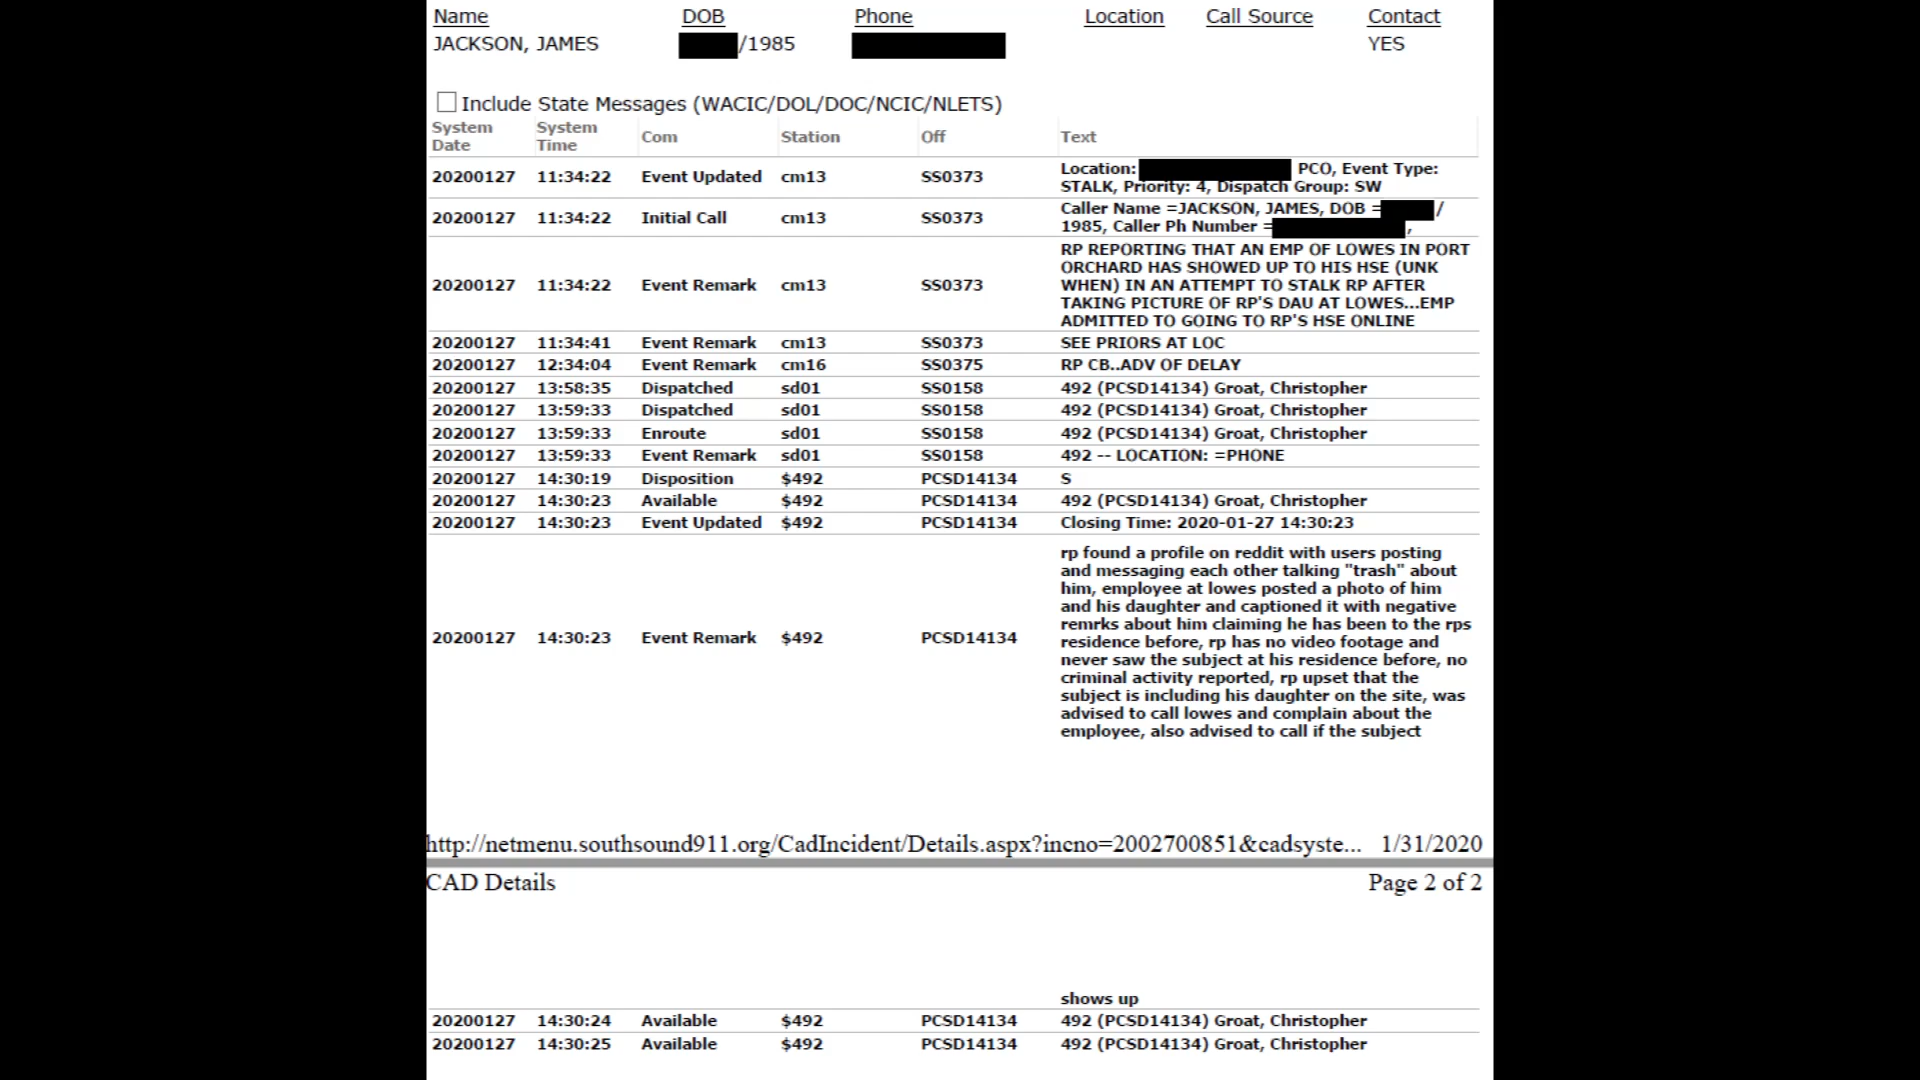 Name DOB Phone Location Call Source Contact
JACKSON, JAMES /1985 YES
Include State Messages (WACIC/DOL/DOC/NCIC/NLETS)
System Date System Time Com Station Off Text
20200127 11:34:22 Event Updated cm13 SS0373 Location: PCO, Event Type:
STALK, Priority: 4, Dispatch Group: SW
20200127 11:34:22 Initial Call cm13 SS0373 Caller Name =JACKSON, JAMES, DOB = /
1985, Caller Ph Number = ,
20200127 11:34:22 Event Remark cm13 SS0373 RP REPORTING THAT AN EMP OF LOWES IN PORT
ORCHARD HAS SHOWED UP TO HIS HSE (UNK
WHEN) IN AN ATTEMPT TO STALK RP AFTER
TAKING PICTURE OF RP'S DAU AT LOWES...EMP
ADMITTED TO GOING TO RP'S HSE ONLINE
20200127 11:34:41 Event Remark cm13 SS0373 SEE PRIORS AT LOC
20200127 12:34:04 Event Remark cm16 SS0375 RP CB..ADV OF DELAY
20200127 13:58:35 Dispatched sd01 SS0158 492 (PCSD14134) Groat, Christopher
20200127 13:59:33 Dispatched sd01 SS0158 492 (PCSD14134) Groat, Christopher
20200127 13:59:33 Enroute sd01 SS0158 492 (PCSD14134) Groat, Christopher
20200127 13:59:33 Event Remark sd01 SS0158 492 -- LOCATION: =PHONE
20200127 14:30:19 Disposition $492 PCSD14134 S
20200127 14:30:23 Available $492 PCSD14134 492 (PCSD14134) Groat, Christopher
20200127 14:30:23 Event Updated $492 PCSD14134 Closing Time: 2020-01-27 14:30:23
20200127 14:30:23 Event Remark $492 PCSD14134 rp found a profile on reddit with users posting
and messaging each other talking "trash" about
him, employee at lowes posted a photo of him
and his daughter and captioned it with negative
remrks about him claiming he has been to the rps
residence before, rp has no video footage and
never saw the subject at his residence before, no
criminal activity reported, rp upset that the
subject is including his daughter on the site, was
advised to call lowes and complain about the
employee, also advised to call if the subject
http://netmenu.southsound911.org/CadIncident/Details.aspx?incno=2002700851&cadsyste... 1/31/2020
CAD Details Page 2 of 2
shows up
20200127 14:30:24 Available $492 PCSD14134 492 (PCSD14134) Groat, Christopher
20200127 14:30:25 Available $492 PCSD14134 492 (PCSD14134) Groat, Christopher